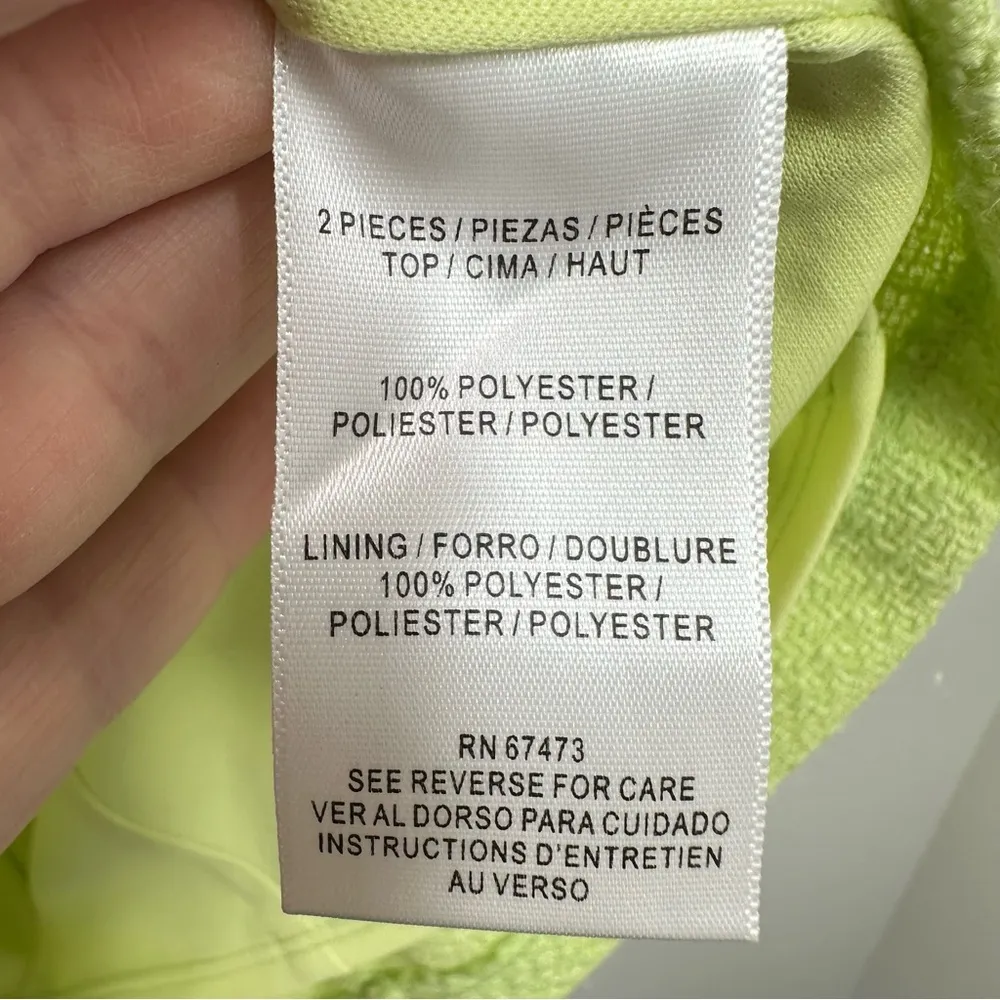 2 PIECES / PIEZAS / PIÈCES
TOP / CIMA / HAUT
100% POLYESTER /
POLIESTER / POLYESTER
LINING / FORRO / DOUBLURE
100% POLYESTER /
POLIESTER / POLYESTER
RN 67473
SEE REVERSE FOR CARE
VER AL DORSO PARA CUIDADO
INSTRUCTIONS D'ENTRETIEN
AU VERSO